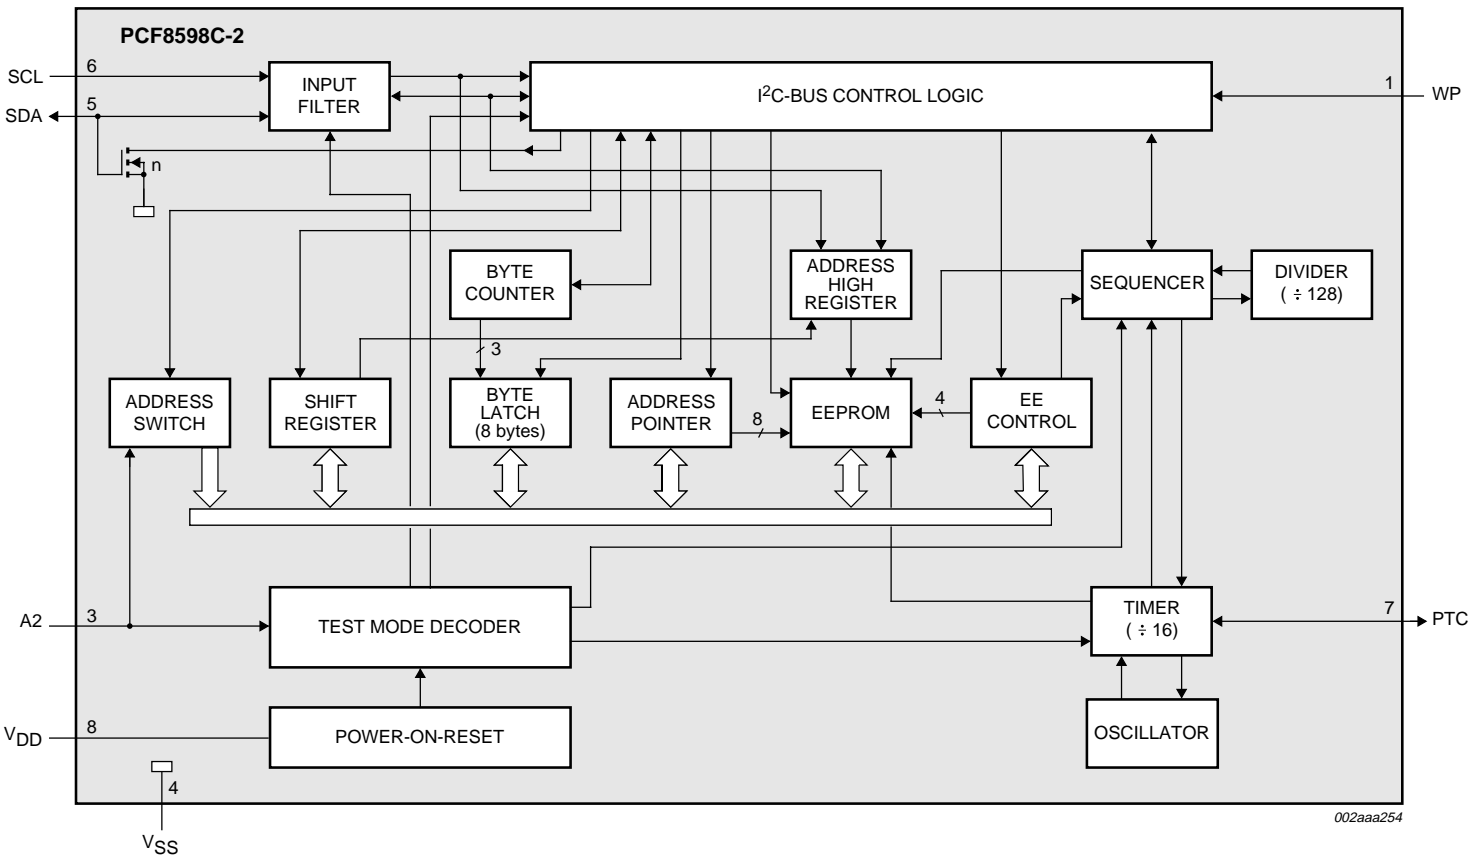 PCF8598C-2
SCL
6
SDA
5
INPUT
FILTER
I²C-BUS CONTROL LOGIC
1
WP
n
BYTE
COUNTER
ADDRESS
HIGH
REGISTER
SEQUENCER
DIVIDER
( ÷ 128)
3
ADDRESS
SWITCH
SHIFT
REGISTER
BYTE
LATCH
(8 bytes)
ADDRESS
POINTER
8
EEPROM
4
EE
CONTROL
A2
3
TEST MODE DECODER
TIMER
( ÷ 16)
7
PTC
VDD
8
POWER-ON-RESET
OSCILLATOR
4
VSS
002aaa254